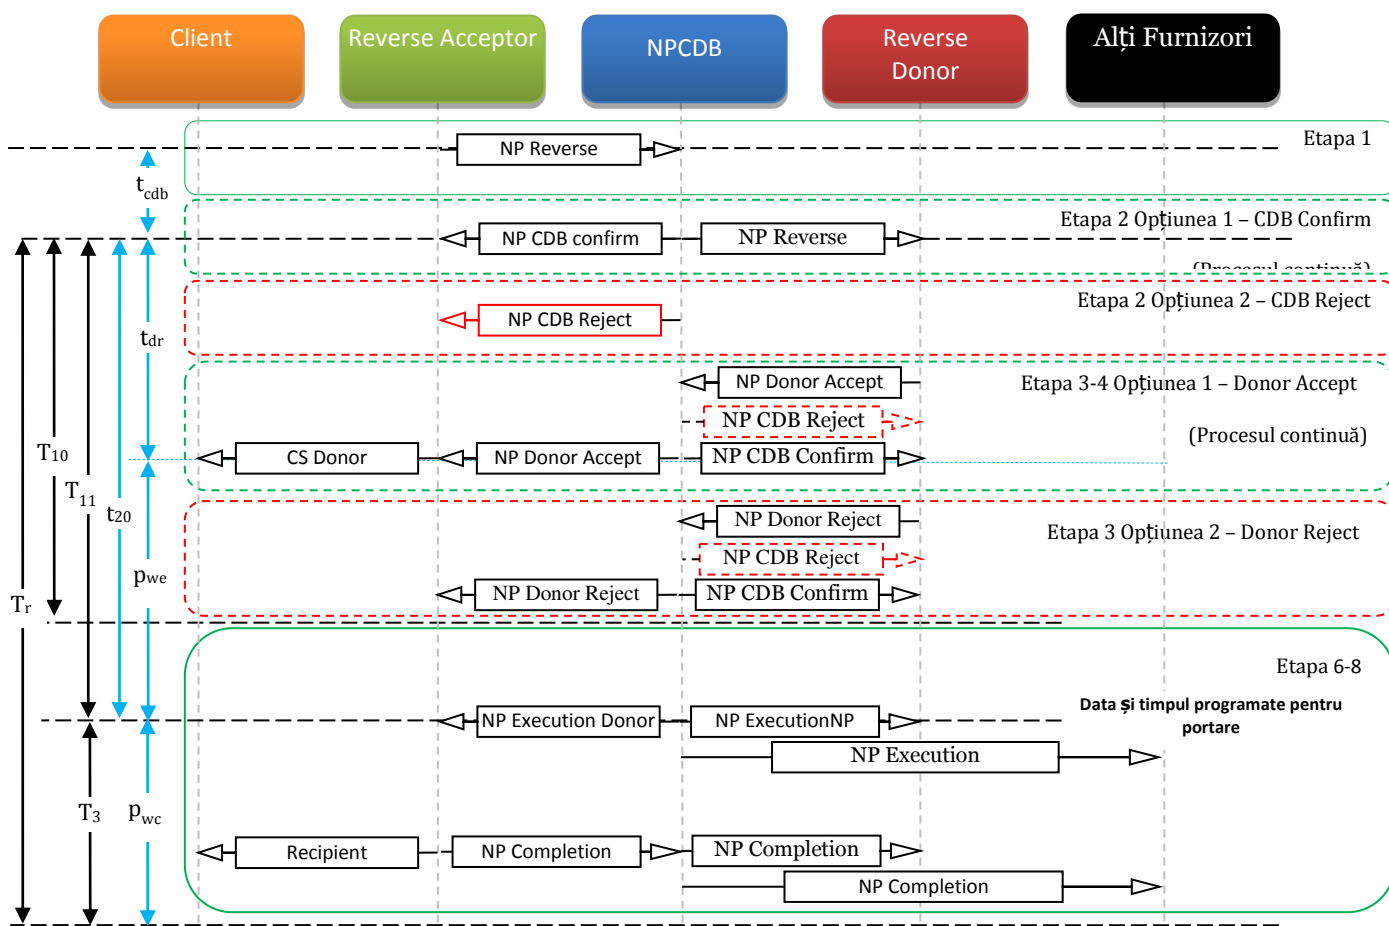 Client
Reverse Acceptor
NPCDB
Reverse
Donor
Alți Furnizori
Etapa 1
NP Reverse
tcdb
Etapa 2 Opțiunea 1 – CDB Confirm
NP CDB confirm
NP Reverse
(Procesul continuă)
Etapa 2 Opțiunea 2 – CDB Reject
NP CDB Reject
tdr
NP Donor Accept
Etapa 3-4 Opțiunea 1 – Donor Accept
NP CDB Reject
(Procesul continuă)
T10
CS Donor
NP Donor Accept
NP CDB Confirm
T11
t20
NP Donor Reject
Etapa 3 Opțiunea 2 – Donor Reject
NP CDB Reject
pwe
NP Donor Reject
NP CDB Confirm
Tr
Etapa 6-8
Data și timpul programate pentru
portare
NP Execution Donor
NP ExecutionNP
NP Execution
T3
pwc
Recipient
NP Completion
NP Completion
NP Completion